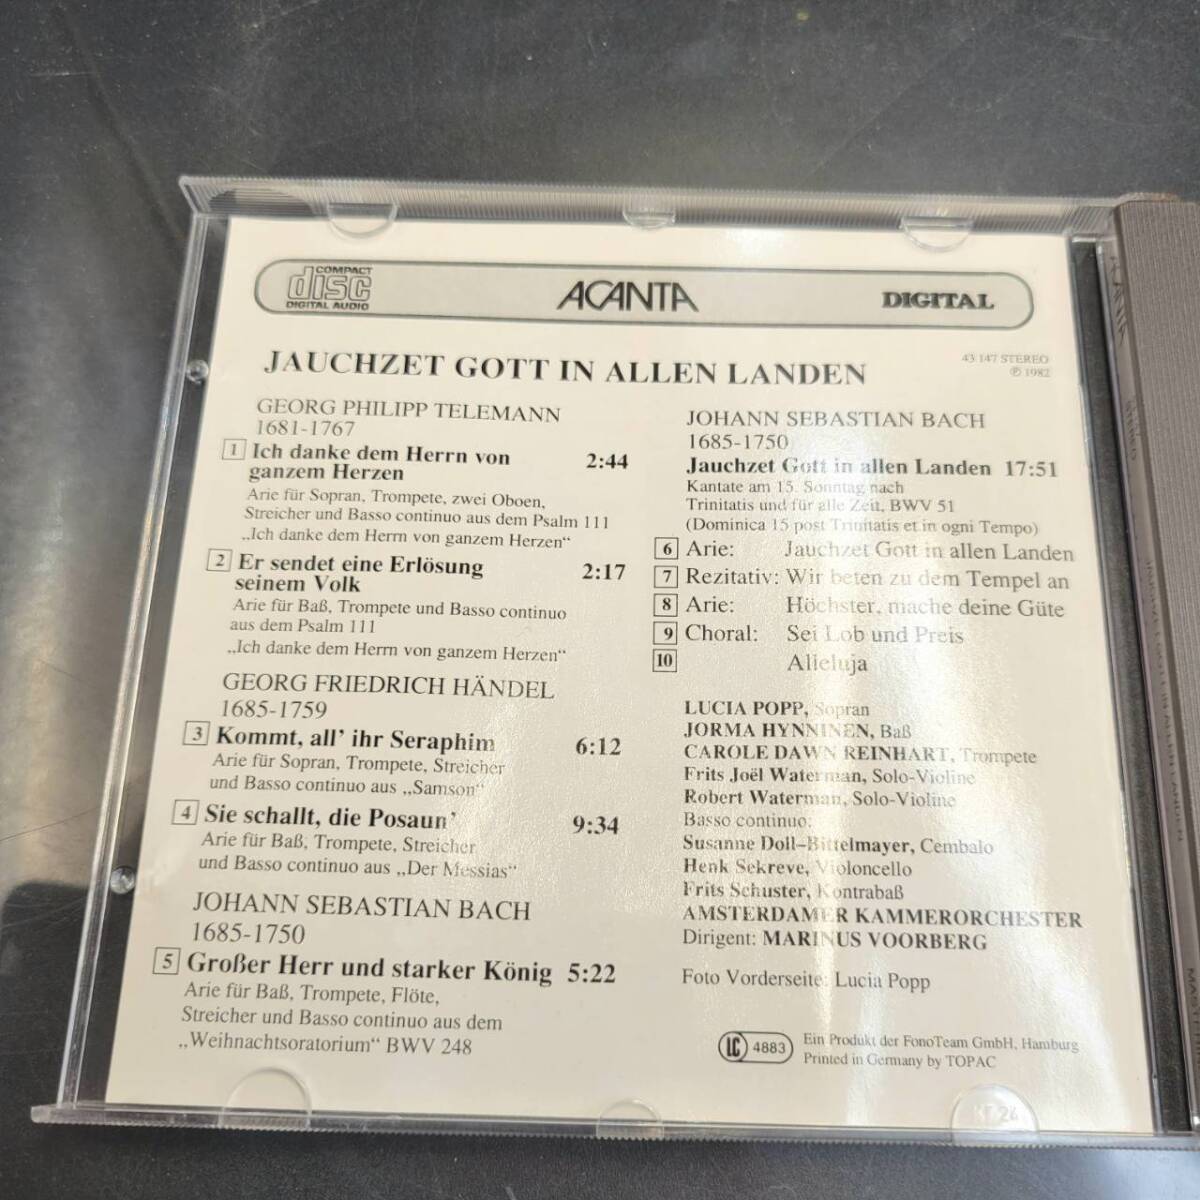 COMPACT
disc
DIGITAL AUDIO
ACANTA
DIGITAL
JAUCHZET GOTT IN ALLEN LANDEN
43 147 STEREO
℗ 1982
GEORG PHILIPP TELEMANN
1681-1767
1 Ich danke dem Herrn von 2:44
ganzem Herzen
Arie für Sopran, Trompete, zwei Oboen,
Streicher und Basso continuo aus dem Psalm 111
„Ich danke dem Herrn von ganzem Herzen“
2 Er sendet eine Erlösung 2:17
seinem Volk
Arie für Baß, Trompete und Basso continuo
aus dem Psalm 111
„Ich danke dem Herrn von ganzem Herzen“
GEORG FRIEDRICH HÄNDEL
1685-1759
3 Kommt, all’ ihr Seraphim 6:12
Arie für Sopran, Trompete, Streicher
und Basso continuo aus „Samson“
4 Sie schallt, die Posaun’ 9:34
Arie für Baß, Trompete, Streicher
und Basso continuo aus „Der Messias“
JOHANN SEBASTIAN BACH
1685-1750
5 Großer Herr und starker König 5:22
Arie für Baß, Trompete, Flöte,
Streicher und Basso continuo aus dem
„Weihnachtsoratorium“ BWV 248
JOHANN SEBASTIAN BACH
1685-1750
Jauchzet Gott in allen Landen 17:51
Kantate am 15. Sonntag nach
Trinitatis und für alle Zeit, BWV 51
(Dominica 15 post Trinitatis et in ogni Tempo)
6 Arie: Jauchzet Gott in allen Landen
7 Rezitativ: Wir beten zu dem Tempel an
8 Arie: Höchster, mache deine Güte
9 Choral: Sei Lob und Preis
10 Alleluja
LUCIA POPP, Sopran
JORMA HYNNINEN, Baß
CAROLE DAWN REINHART, Trompete
Frits Joël Waterman, Solo-Violine
Robert Waterman, Solo-Violine
Basso continuo:
Susanne Doll-Bittelmayer, Cembalo
Henk Sekreve, Violoncello
Frits Schuster, Kontrabaß
AMSTERDAMER KAMMERORCHESTER
Dirigent: MARINUS VOORBERG
Foto Vorderseite: Lucia Popp
LC 4883
Ein Produkt der FonoTeam GmbH, Hamburg
Printed in Germany by TOPAC